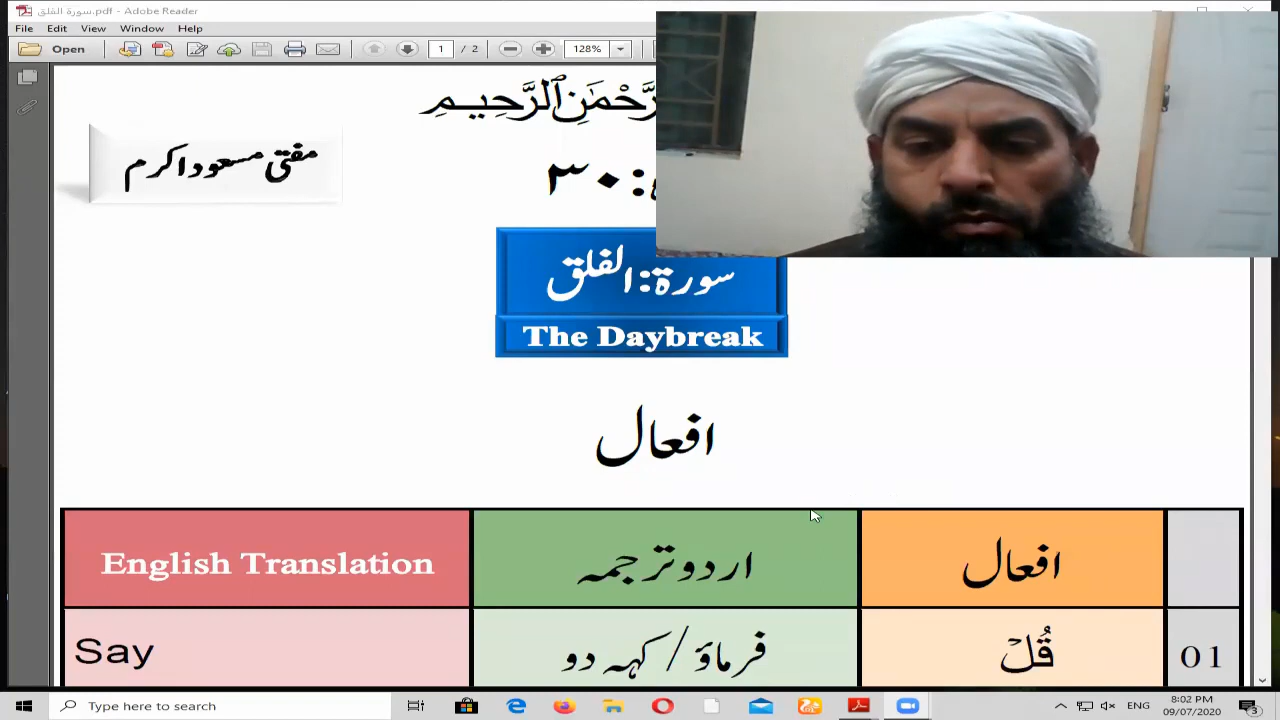 سورة الفلق.pdf - Adobe Reader
File Edit View Window Help
Open 1 / 2 128%
الرَّحْمَٰنِ الرَّحِيمِ
مفتی مسعود اکرم
۳۰:
سورۃ:الفلق
The Daybreak
افعال
English Translation اردو ترجمہ افعال
Say فرماؤ / کہہ دو قُلْ 01
Type here to search
ENG 8:02 PM
09/07/2020 3